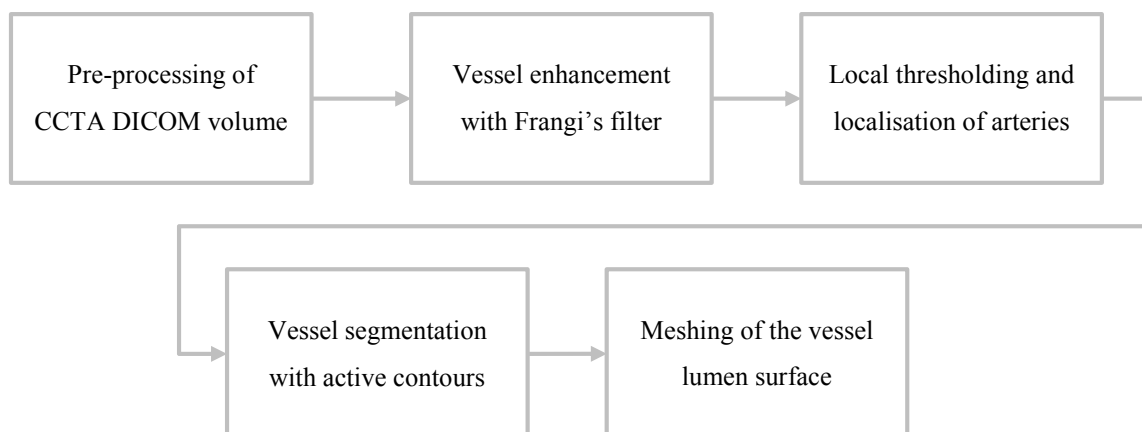 Pre-processing of
CCTA DICOM volume
Vessel enhancement
with Frangi’s filter
Local thresholding and
localisation of arteries
Vessel segmentation
with active contours
Meshing of the vessel
lumen surface